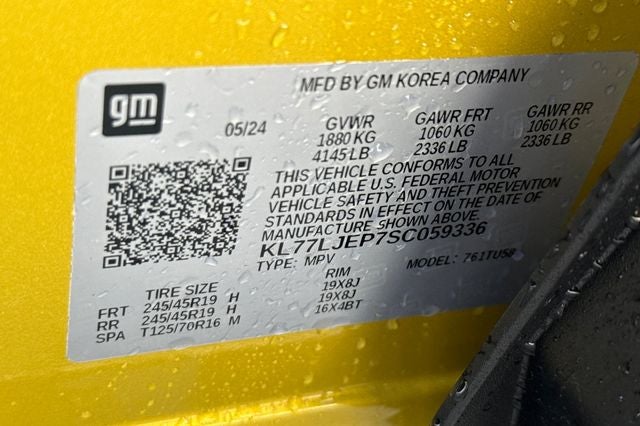 gm
MFD BY GM KOREA COMPANY
05/24
GVWR GAWR FRT GAWR RR
1880 KG 1060 KG 1060 KG
4145 LB 2336 LB 2336 LB
THIS VEHICLE CONFORMS TO ALL
APPLICABLE U.S. FEDERAL MOTOR
VEHICLE SAFETY AND THEFT PREVENTION
STANDARDS IN EFFECT ON THE DATE OF
MANUFACTURE SHOWN ABOVE.
KL77LJEP7SC059336
TYPE: MPV MODEL: 761TU58
TIRE SIZE RIM
FRT 245/45R19 H 19X8J
RR 245/45R19 H 19X8J
SPA T125/70R16 M 16X4BT